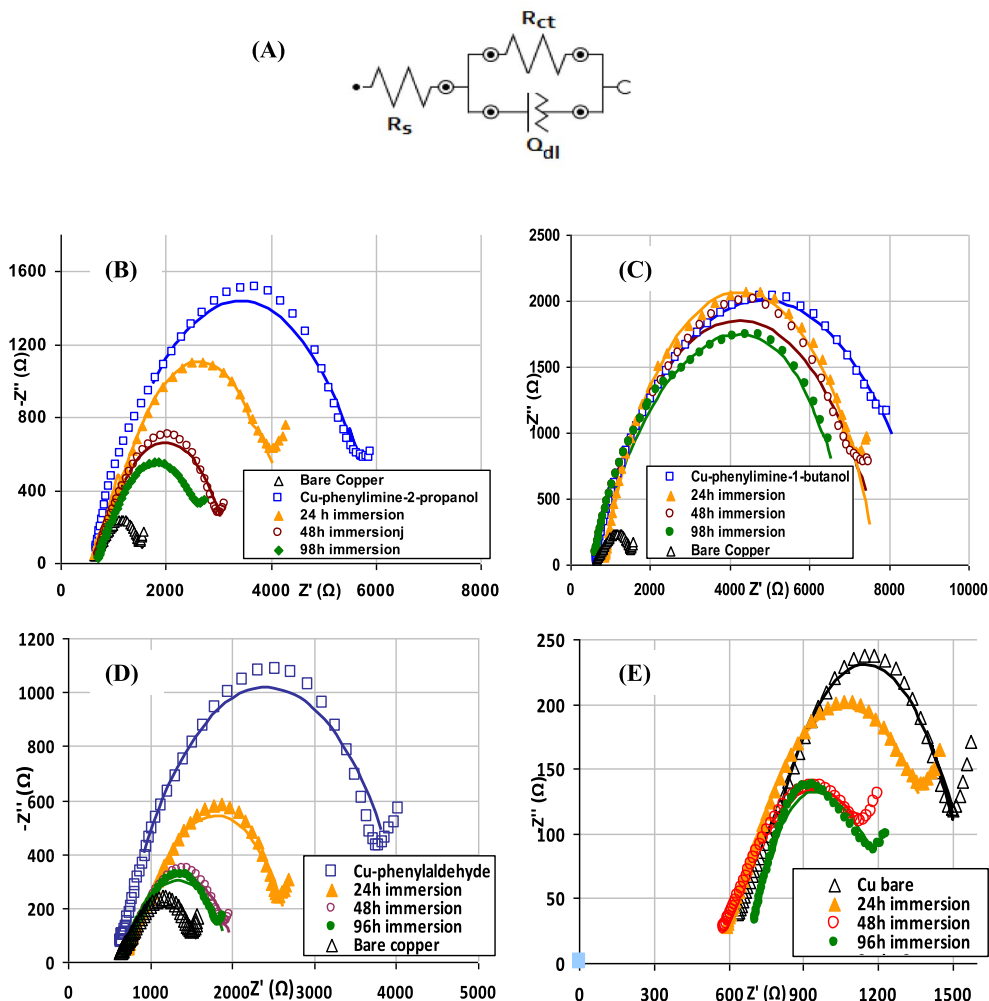 (A)
Rct
Rs
Qdl
(B)
-Z'' (Ω)
1600
1200
800
400
0
Bare Copper
Cu-phenylimine-2-propanol
24 h immersion
48h immersionj
98h immersion
0 2000 4000 6000 8000
Z' (Ω)
(C)
-Z'' (Ω)
2500
2000
1500
1000
500
0
Cu-phenylimine-1-butanol
24h immersion
48h immersion
98h immersion
Bare Copper
0 2000 4000 6000 8000 10000
Z' (Ω)
(D)
-Z'' (Ω)
1200
1000
800
600
400
200
0
Cu-phenylaldehyde
24h immersion
48h immersion
96h immersion
Bare copper
0 1000 2000 3000 4000 5000
Z' (Ω)
(E)
-Z'' (Ω)
250
200
150
100
50
0
Cu bare
24h immersion
48h immersion
96h immersion
0 300 600 900 1200 1500
Z' (Ω)